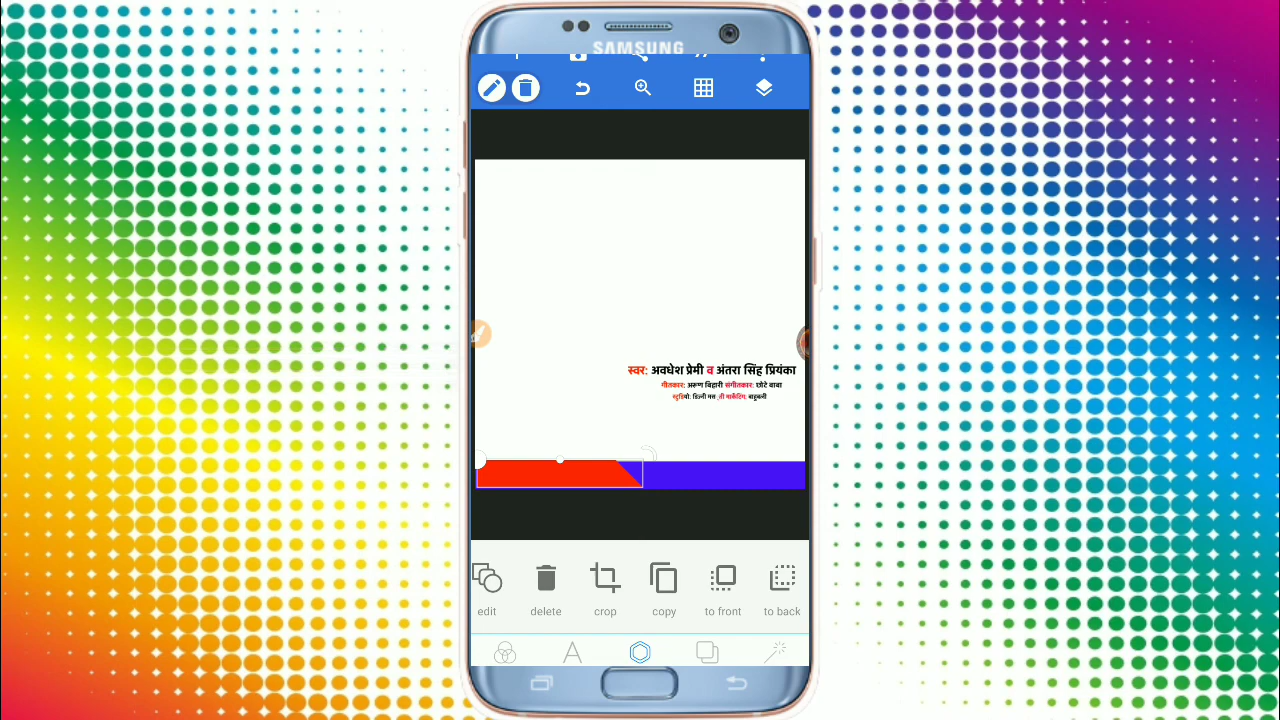 SAMSUNG
स्वर: अवधेश प्रेमी व अंतरा सिंह प्रियंका
गीतकार: अरूण बिहारी संगीतकार: छोटे बाबा
edit delete crop copy to front to back